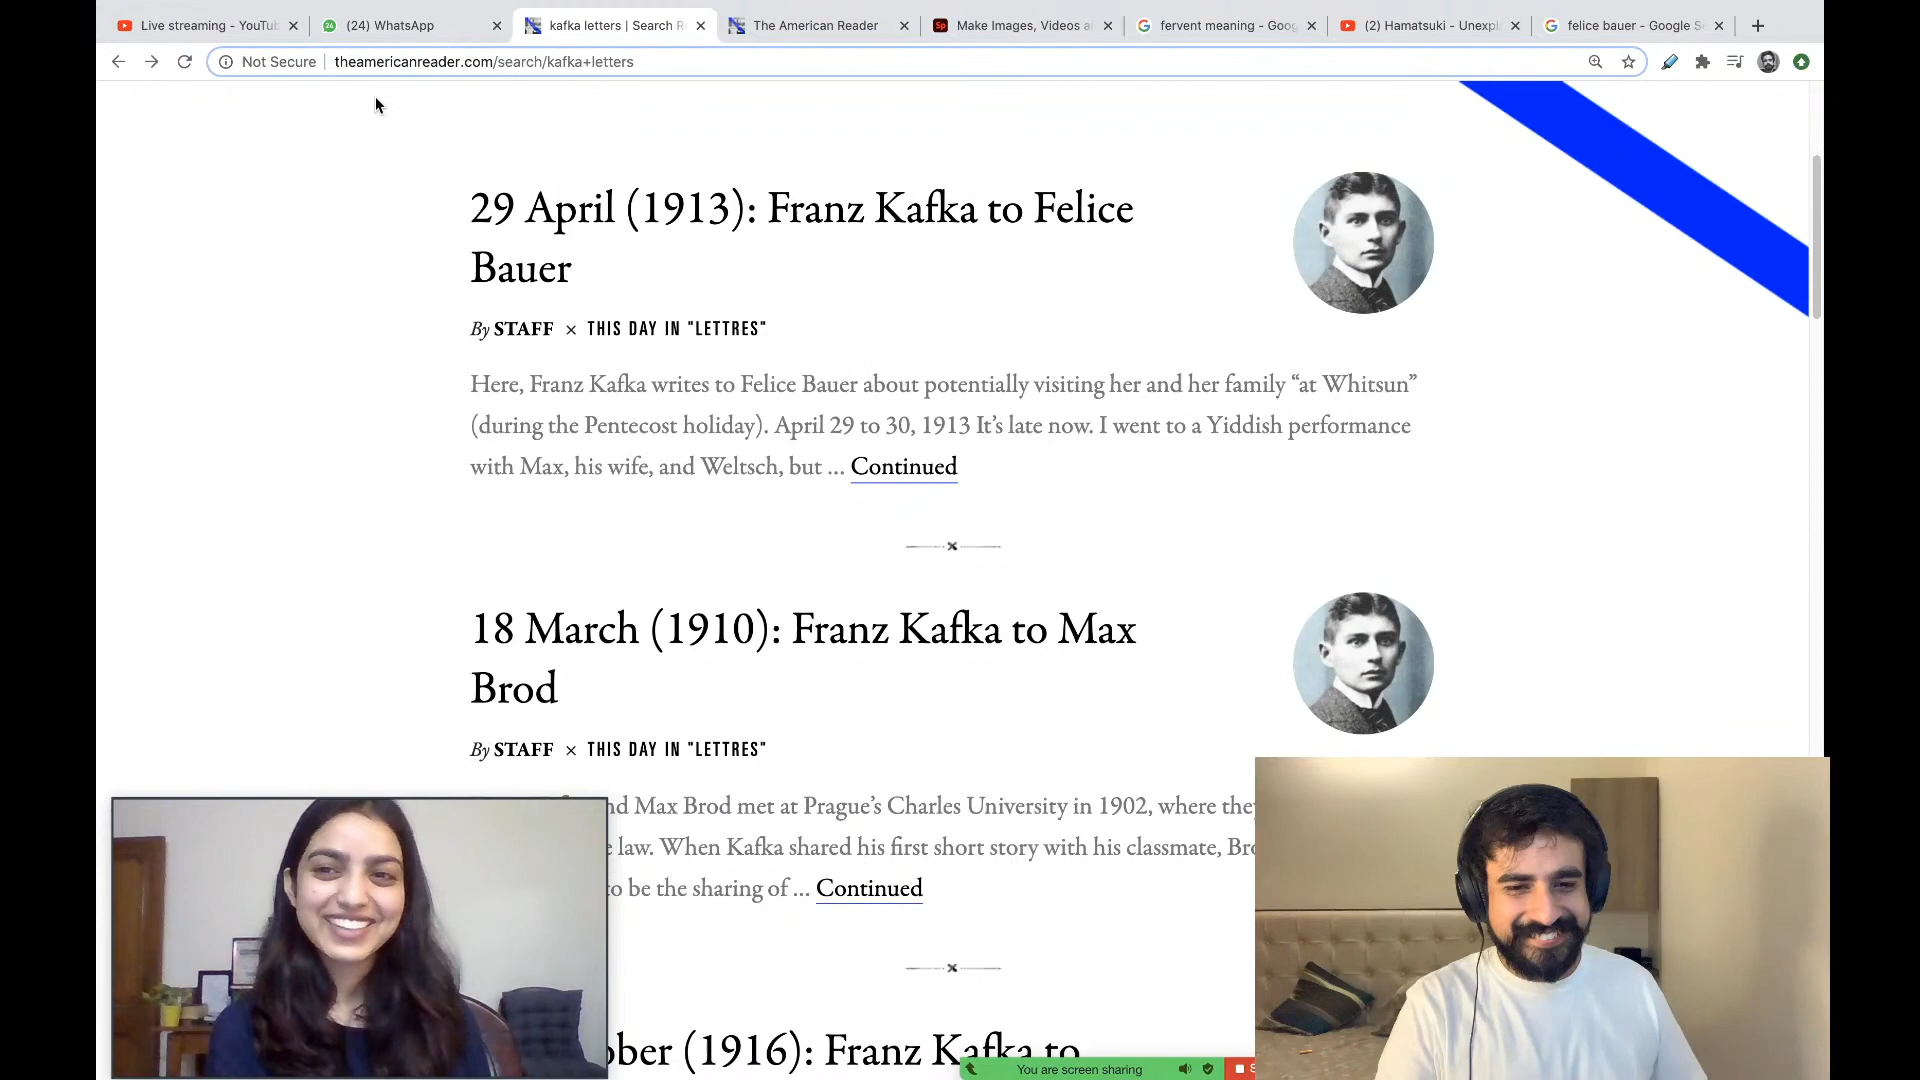 Live streaming - YouTu
(24) WhatsApp
kafka letters | Search R
The American Reader
Make Images, Videos a
fervent meaning - Goog
(2) Hamatsuki - Unexpl
felice bauer - Google S
Not Secure
theamericanreader.com/search/kafka+letters
29 April (1913): Franz Kafka to Felice
Bauer
By STAFF × THIS DAY IN "LETTRES"
Here, Franz Kafka writes to Felice Bauer about potentially visiting her and her family “at Whitsun”
(during the Pentecost holiday). April 29 to 30, 1913 It’s late now. I went to a Yiddish performance
with Max, his wife, and Weltsch, but ... Continued
18 March (1910): Franz Kafka to Max
Brod
By STAFF × THIS DAY IN "LETTRES"
nd Max Brod met at Prague’s Charles University in 1902, where they
e law. When Kafka shared his first short story with his classmate, Bro
to be the sharing of ... Continued
ober (1916): Franz Kafka to
You are screen sharing